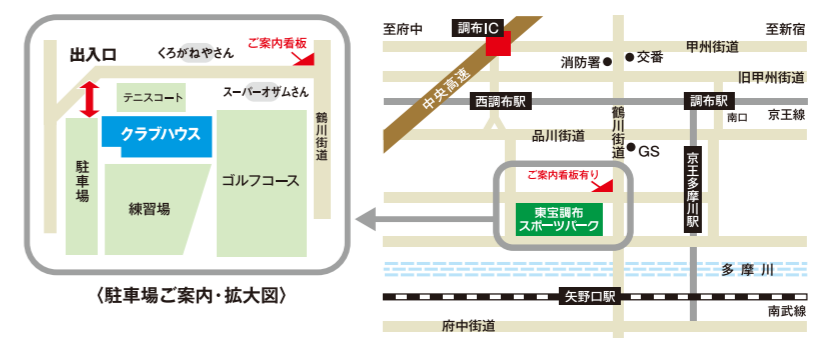 出入口
くろがねやさん
ご案内看板
テニスコート
スーパーオザムさん
クラブハウス
鶴川街道
駐車場
練習場
ゴルフコース
〈駐車場ご案内・拡大図〉
至府中
調布IC
至新宿
甲州街道
消防署
交番
中央高速
旧甲州街道
西調布駅
調布駅
南口
京王線
鶴川街道
品川街道
GS
京王多摩川駅
ご案内看板有り
東宝調布
スポーツパーク
多摩川
矢野口駅
南武線
府中街道